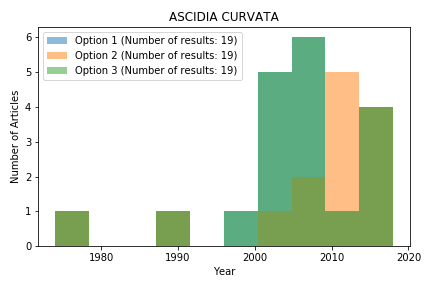 ASCIDIA CURVATA
Option 1 (Number of results: 19)
Option 2 (Number of results: 19)
Option 3 (Number of results: 19)
Number of Articles
6
5
4
3
2
1
0
1980 1990 2000 2010 2020
Year